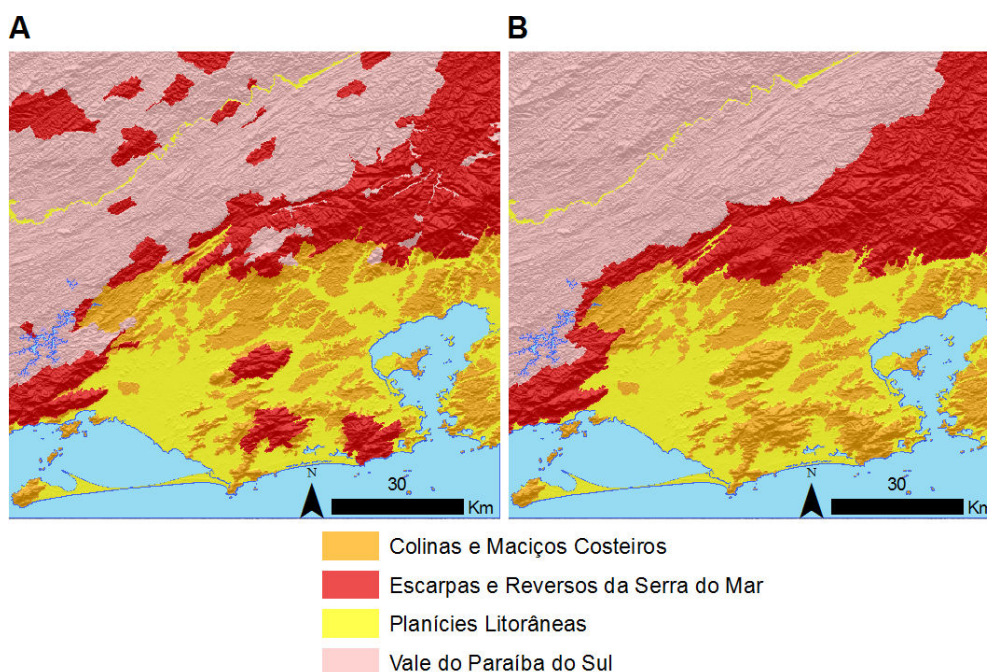 A
B
N
30
Km
N
30
Km
Colinas e Maciços Costeiros
Escarpas e Reversos da Serra do Mar
Planícies Litorâneas
Vale do Paraíba do Sul